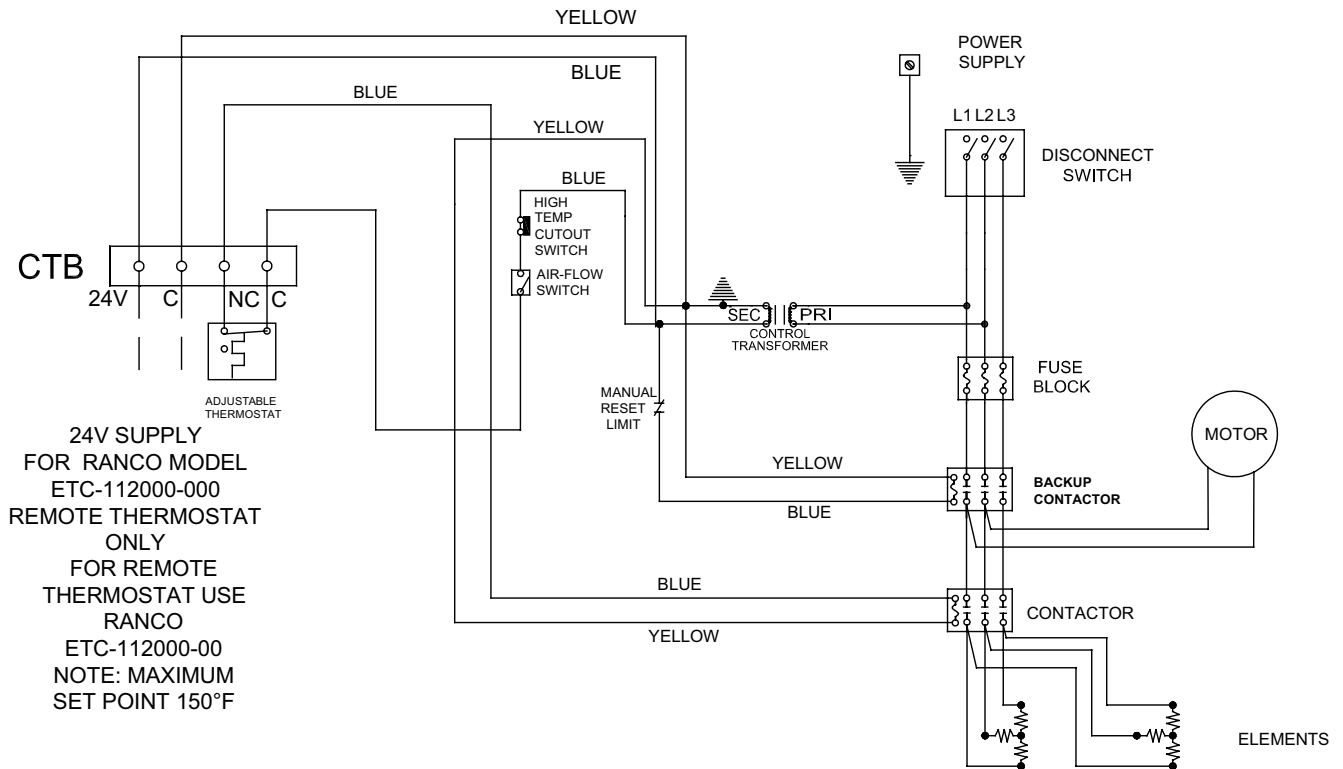 YELLOW
POWER
SUPPLY
BLUE
BLUE
L1 L2 L3
YELLOW
DISCONNECT
SWITCH
BLUE
HIGH
TEMP
CUTOUT
SWITCH
CTB
AIR-FLOW
SWITCH
24V C NC C
SEC PRI
CONTROL
TRANSFORMER
FUSE
BLOCK
ADJUSTABLE
THERMOSTAT
MANUAL
RESET
LIMIT
MOTOR
24V SUPPLY
FOR RANCO MODEL
ETC-112000-000
REMOTE THERMOSTAT
ONLY
FOR REMOTE
THERMOSTAT USE
RANCO
ETC-112000-00
NOTE: MAXIMUM
SET POINT 150°F
YELLOW
BACKUP
CONTACTOR
BLUE
BLUE
CONTACTOR
YELLOW
ELEMENTS